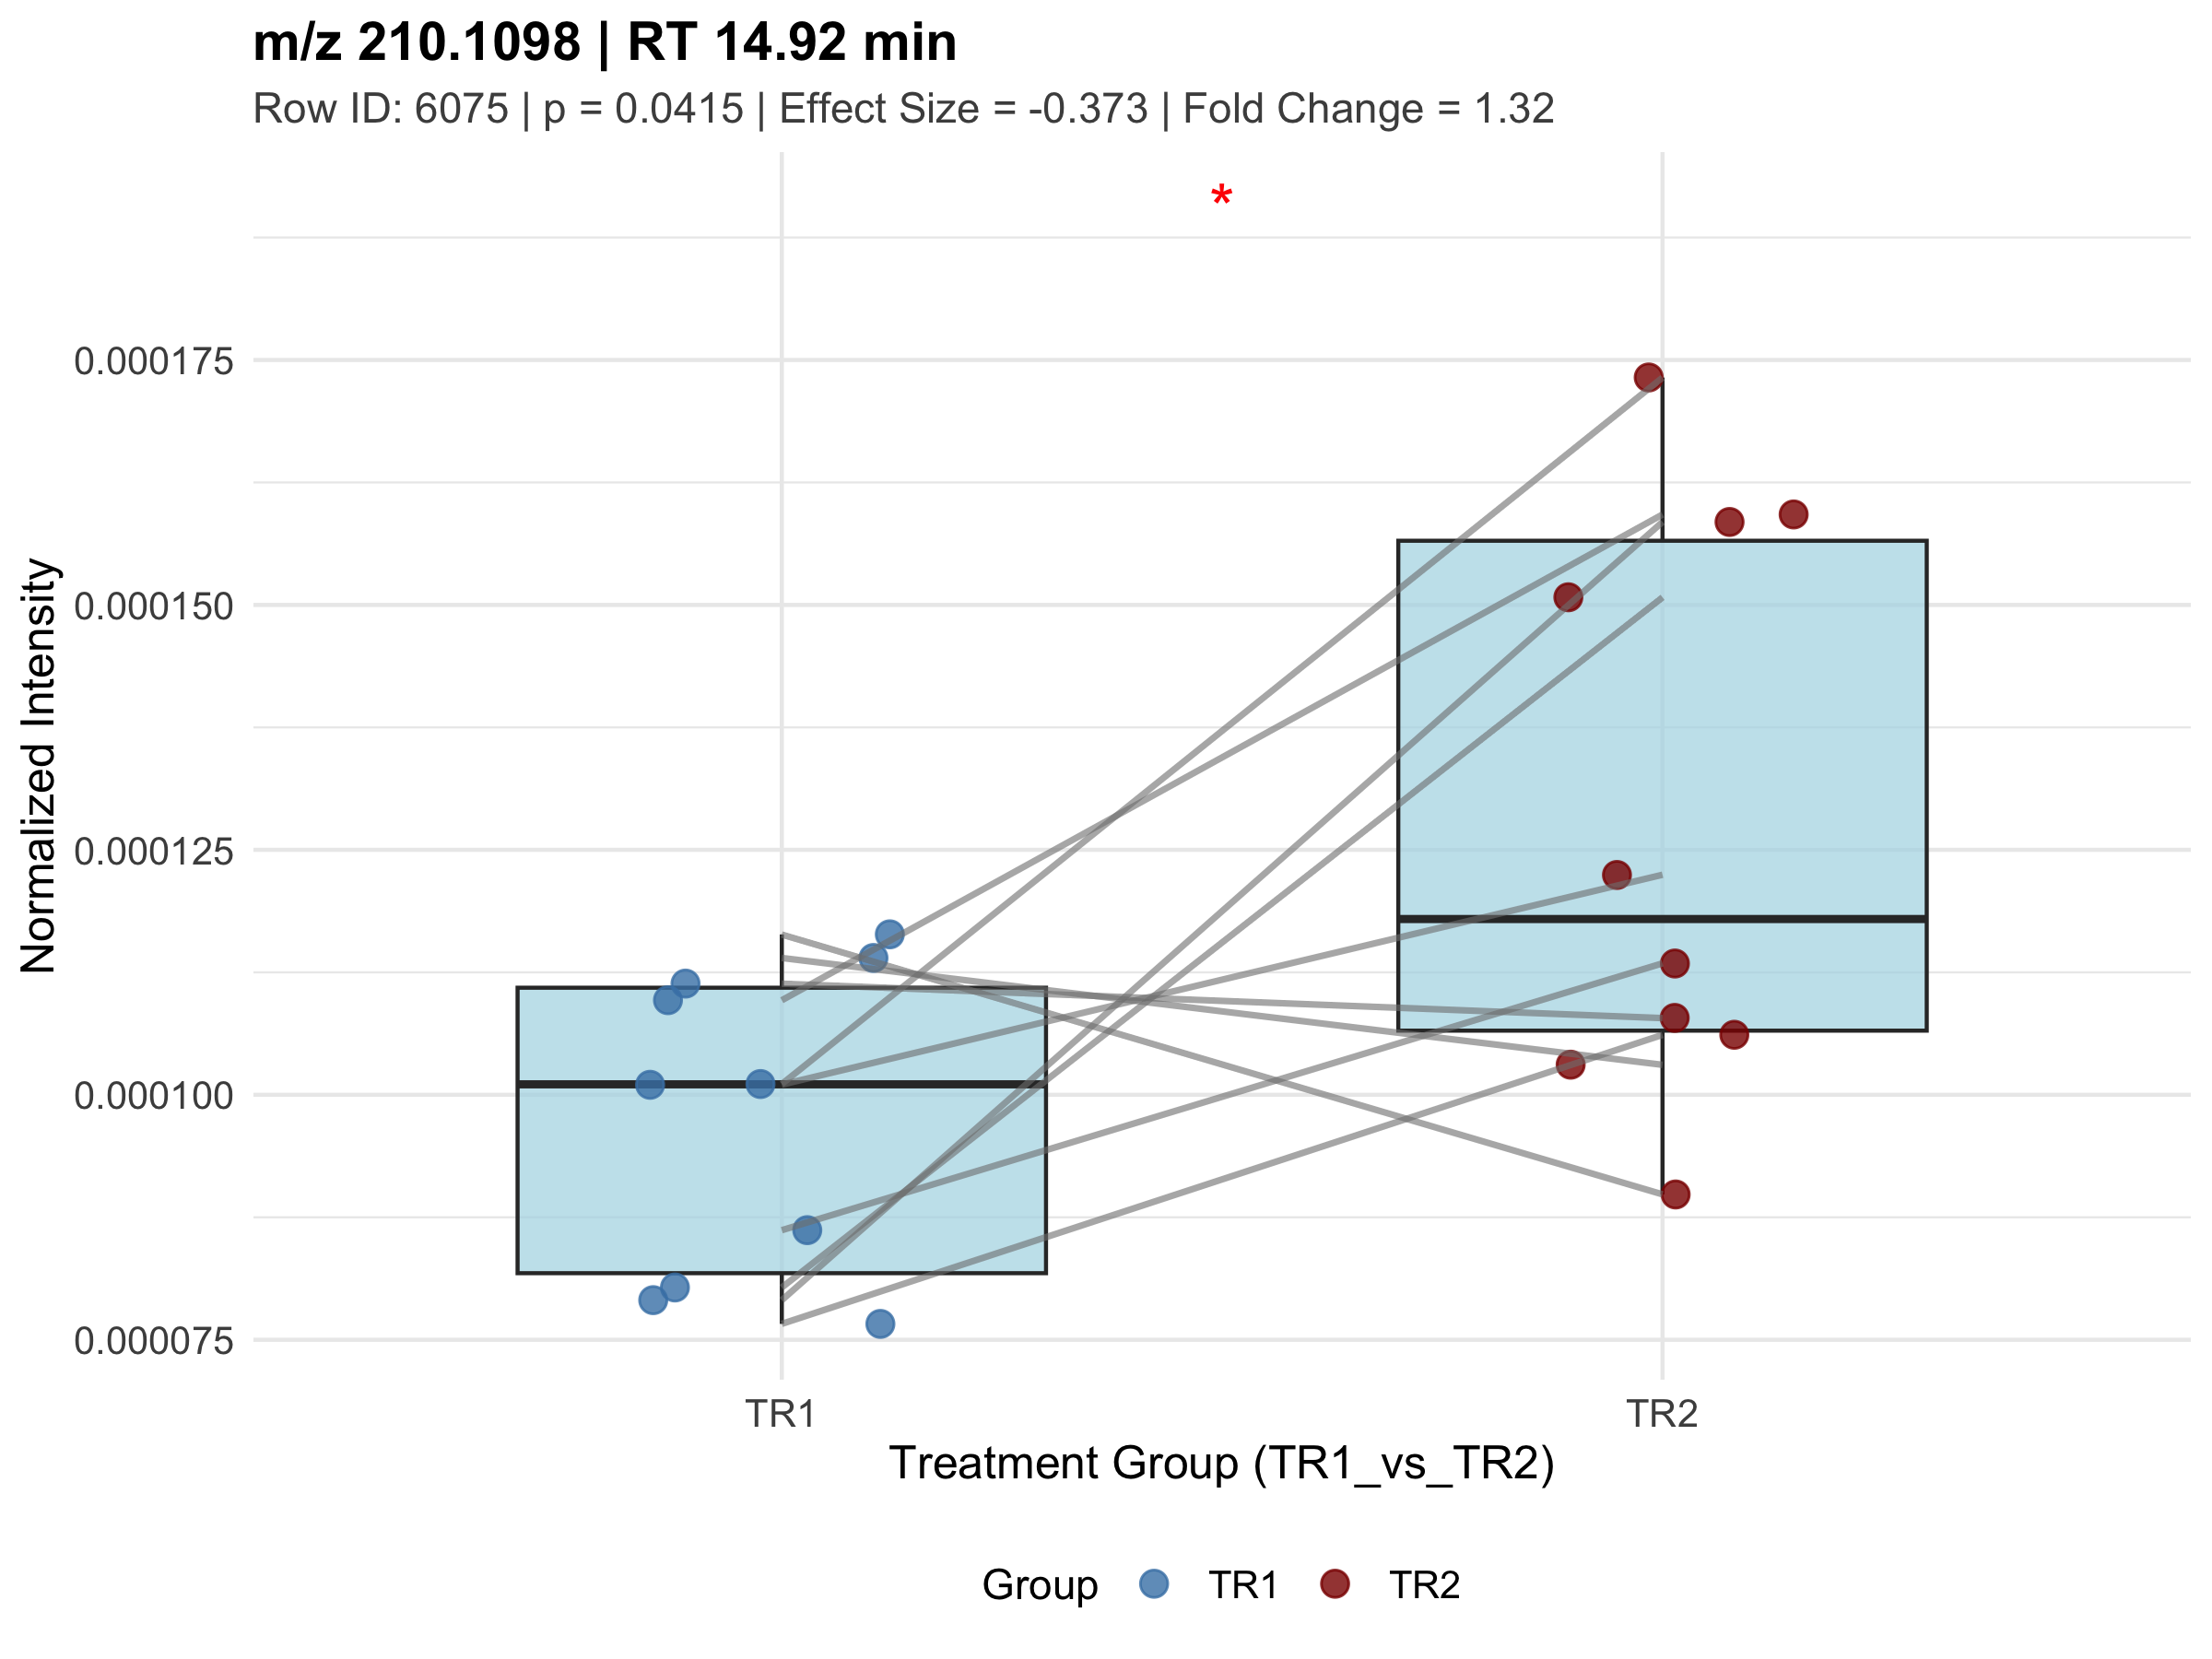 m/z 210.1098 | RT 14.92 min
Row ID: 6075 | p = 0.0415 | Effect Size = -0.373 | Fold Change = 1.32
*
Normalized Intensity
0.000175
0.000150
0.000125
0.000100
0.000075
TR1 TR2
Treatment Group (TR1_vs_TR2)
Group TR1 TR2